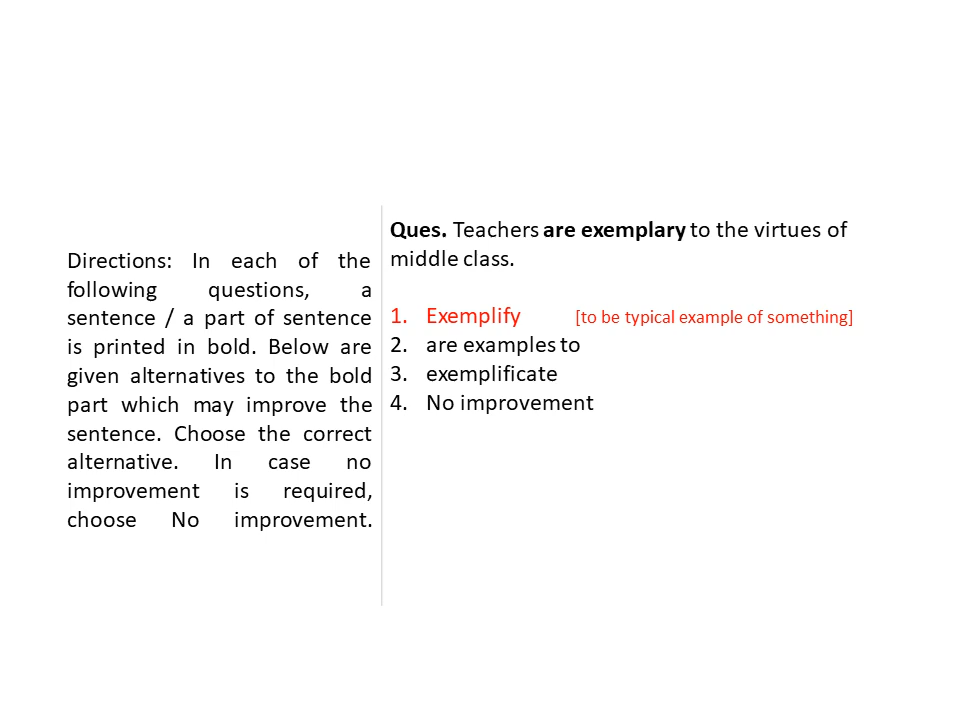 Directions: In each of the
following questions, a
sentence / a part of sentence
is printed in bold. Below are
given alternatives to the bold
part which may improve the
sentence. Choose the correct
alternative. In case no
improvement is required,
choose No improvement.
Ques. Teachers are exemplary to the virtues of
middle class.
1. Exemplify [to be typical example of something]
2. are examples to
3. exemplificate
4. No improvement